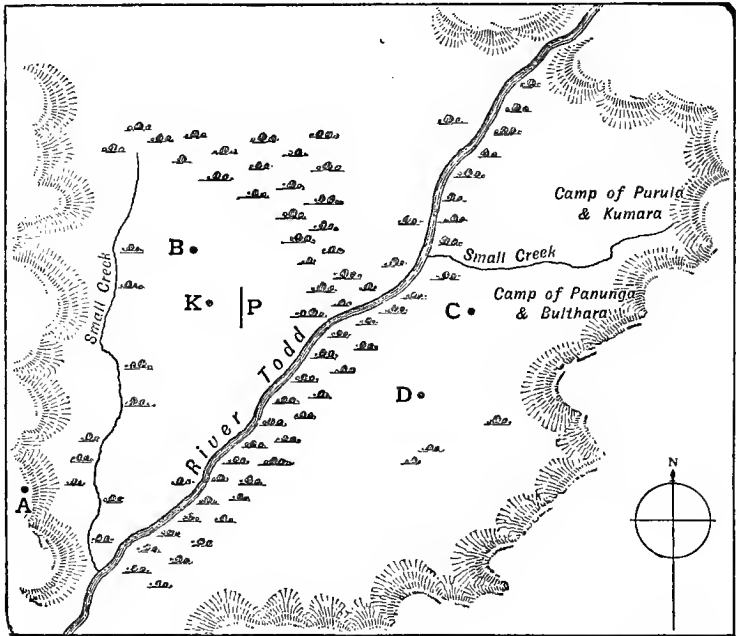 Camp of Purula
& Kumara
Small Creek
B
Small Creek
K
P
Camp of Panunga
& Bulthara
C
River Todd
D
A
N